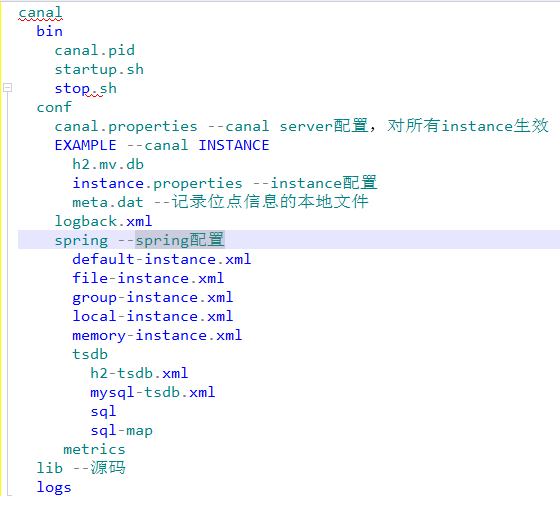 canal
bin
canal.pid
startup.sh
stop.sh
conf
canal.properties --canal server配置，对所有instance生效
EXAMPLE --canal INSTANCE
h2.mv.db
instance.properties --instance配置
meta.dat --记录位点信息的本地文件
logback.xml
spring --spring配置
default-instance.xml
file-instance.xml
group-instance.xml
local-instance.xml
memory-instance.xml
tsdb
h2-tsdb.xml
mysql-tsdb.xml
sql
sql-map
metrics
lib --源码
logs